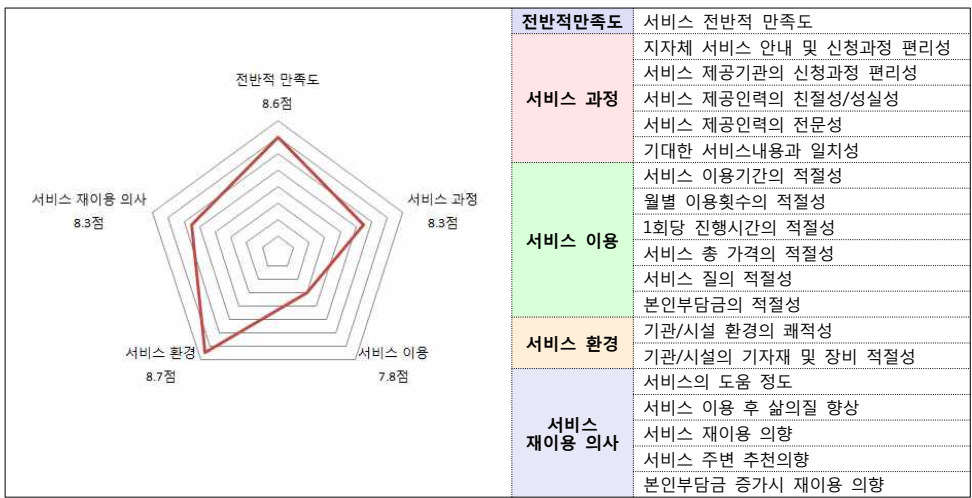 전반적 만족도
8.6점
서비스 재이용 의사
8.3점
서비스 과정
8.3점
서비스 환경
8.7점
서비스 이용
7.8점
전반적만족도 서비스 전반적 만족도
서비스 과정
지자체 서비스 안내 및 신청과정 편리성
서비스 제공기관의 신청과정 편리성
서비스 제공인력의 친절성/성실성
서비스 제공인력의 전문성
기대한 서비스내용과 일치성
서비스 이용
서비스 이용기간의 적절성
월별 이용횟수의 적절성
1회당 진행시간의 적절성
서비스 총 가격의 적절성
서비스 질의 적절성
본인부담금의 적절성
서비스 환경
기관/시설 환경의 쾌적성
기관/시설의 기자재 및 장비 적절성
서비스
재이용 의사
서비스의 도움 정도
서비스 이용 후 삶의질 향상
서비스 재이용 의향
서비스 주변 추천의향
본인부담금 증가시 재이용 의향